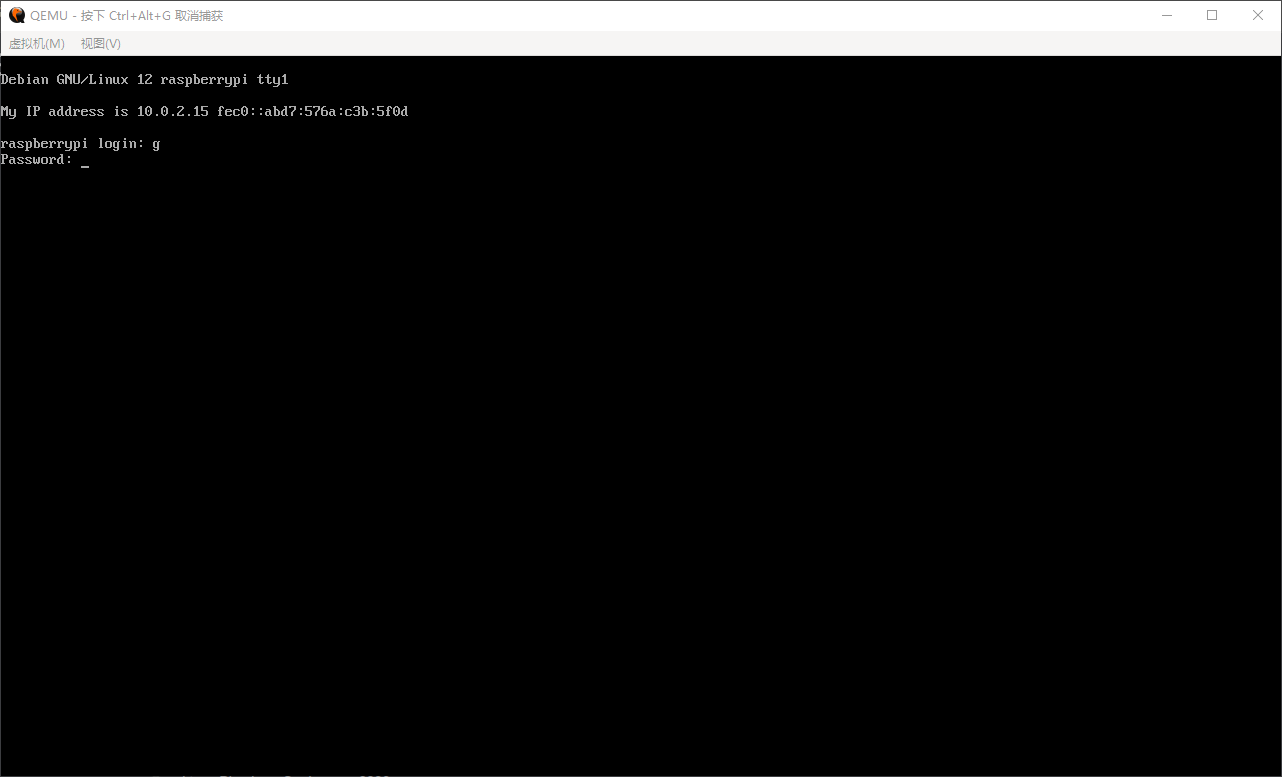 QEMU - 按下 Ctrl+Alt+G 取消捕获
虚拟机(M) 视图(V)
Debian GNU/Linux 12 raspberrypi tty1
My IP address is 10.0.2.15 fec0::abd7:576a:c3b:5f0d
raspberrypi login: g
Password: _